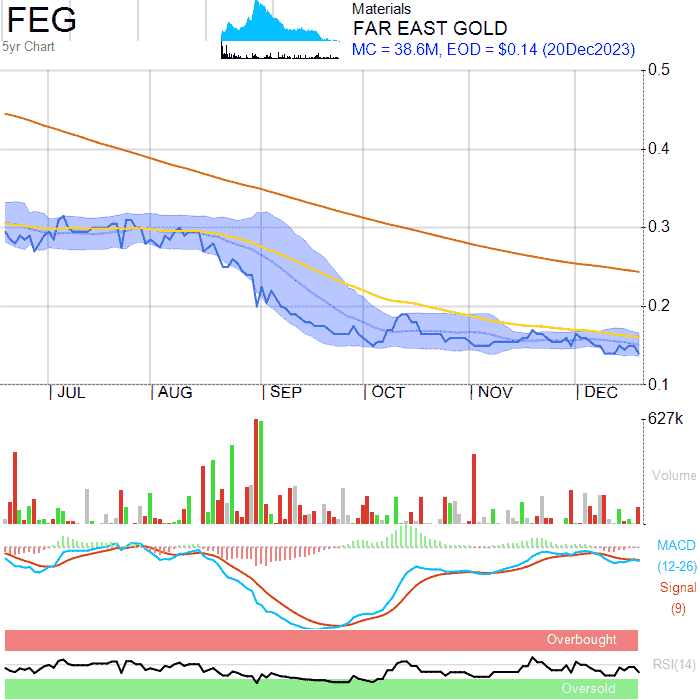 FEG
5yr Chart
Materials
FAR EAST GOLD
MC = 38.6M, EOD = $0.14 (20Dec2023)
0.5
0.4
0.3
0.2
0.1
JUL AUG SEP OCT NOV DEC
627k
Volume
MACD
(12-26)
Signal
(9)
Overbought
RSI(14)
Oversold